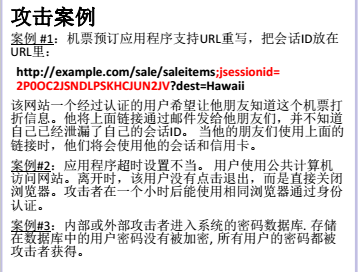 攻击案例
案例 #1：机票预订应用程序支持URL重写，把会话ID放在
URL里：
http://example.com/sale/saleitems;jsessionid=
2P0OC2JSNDLPSKHCJUN2JV?dest=Hawaii
该网站一个经过认证的用户希望让他朋友知道这个机票打
折信息。他将上面链接通过邮件发给他朋友们，并不知道
自己已经泄漏了自己的会话ID。 当他的朋友们使用上面的
链接时，他们将会使用他的会话和信用卡。
案例#2：应用程序超时设置不当。 用户使用公共计算机
访问网站。离开时，该用户没有点击退出，而是直接关闭
浏览器。攻击者在一个小时后能使用相同浏览器通过身份
认证。
案例#3：内部或外部攻击者进入系统的密码数据库. 存储
在数据库中的用户密码没有被加密, 所有用户的密码都被
攻击者获得。